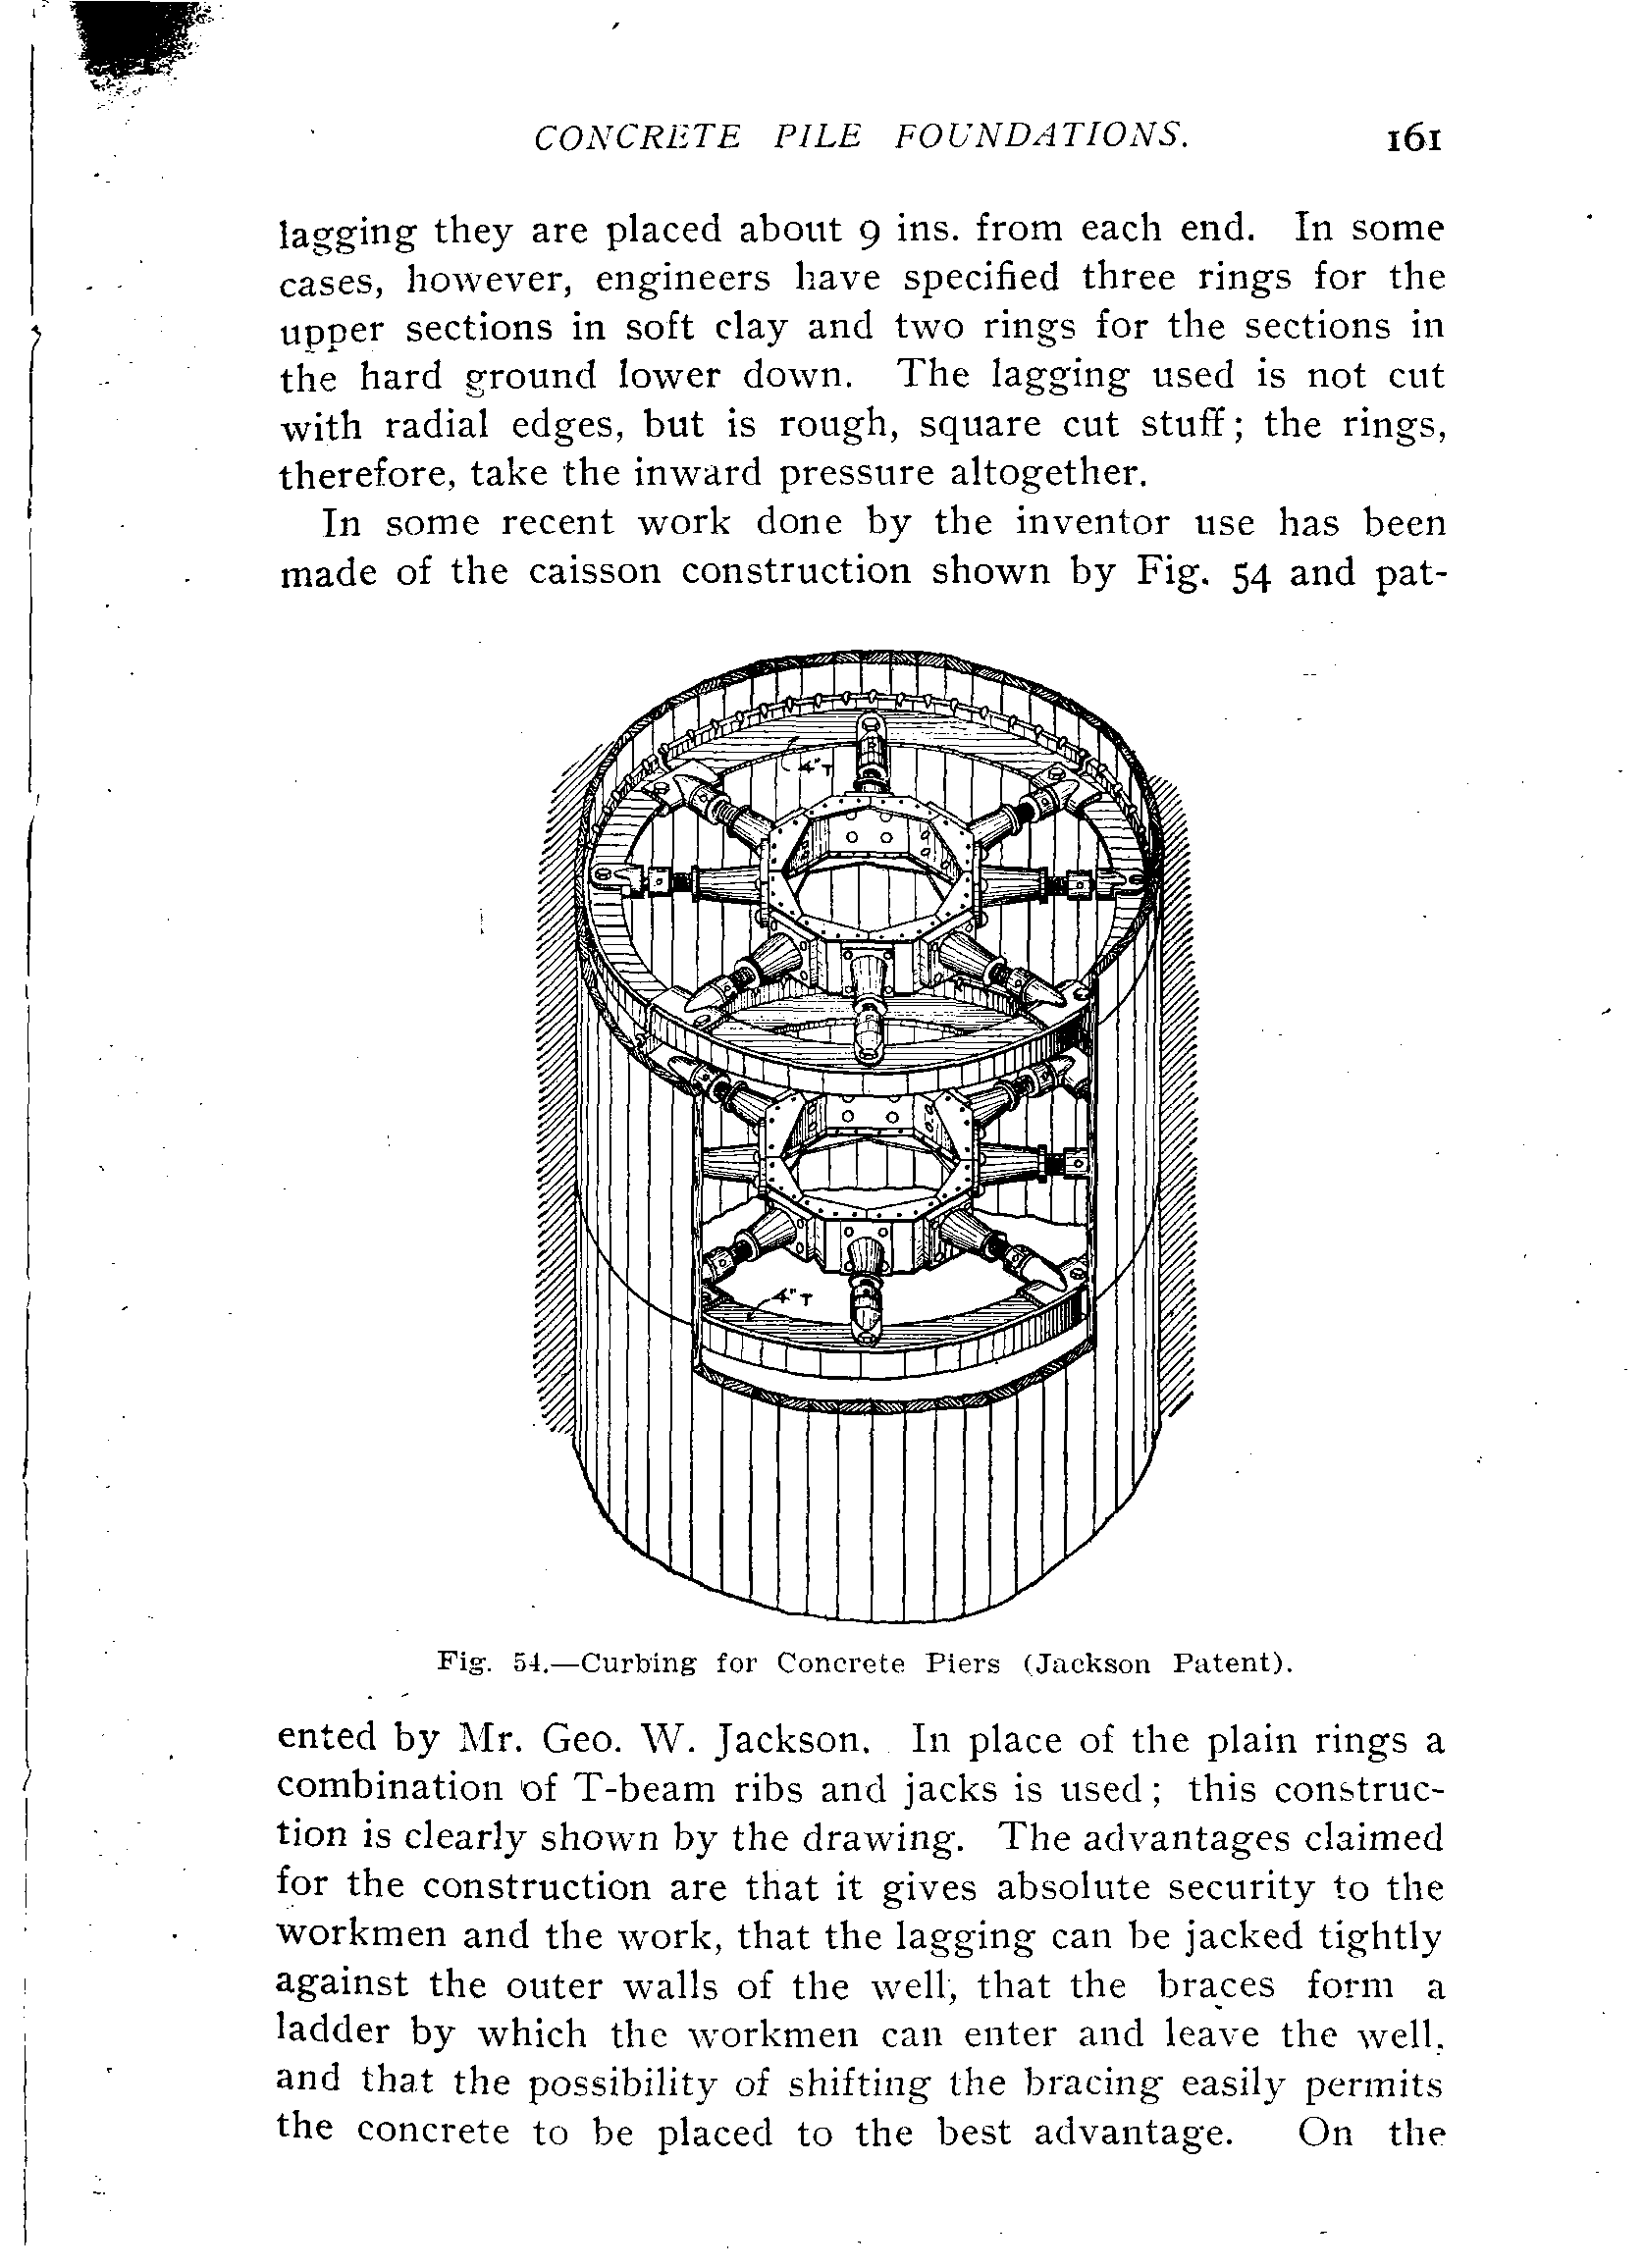 CONCRETE PILE FOUNDATIONS. 161
lagging they are placed about 9 ins. from each end. In some
cases, however, engineers have specified three rings for the
upper sections in soft clay and two rings for the sections in
the hard ground lower down. The lagging used is not cut
with radial edges, but is rough, square cut stuff; the rings,
therefore, take the inward pressure altogether.
In some recent work done by the inventor use has been
made of the caisson construction shown by Fig. 54 and pat-
4"T
4"T
Fig. 54.—Curbing for Concrete Piers (Jackson Patent).
ented by Mr. Geo. W. Jackson. In place of the plain rings a
combination of T-beam ribs and jacks is used; this construc-
tion is clearly shown by the drawing. The advantages claimed
for the construction are that it gives absolute security to the
workmen and the work, that the lagging can be jacked tightly
against the outer walls of the well, that the braces form a
ladder by which the workmen can enter and leave the well,
and that the possibility of shifting the bracing easily permits
the concrete to be placed to the best advantage. On the